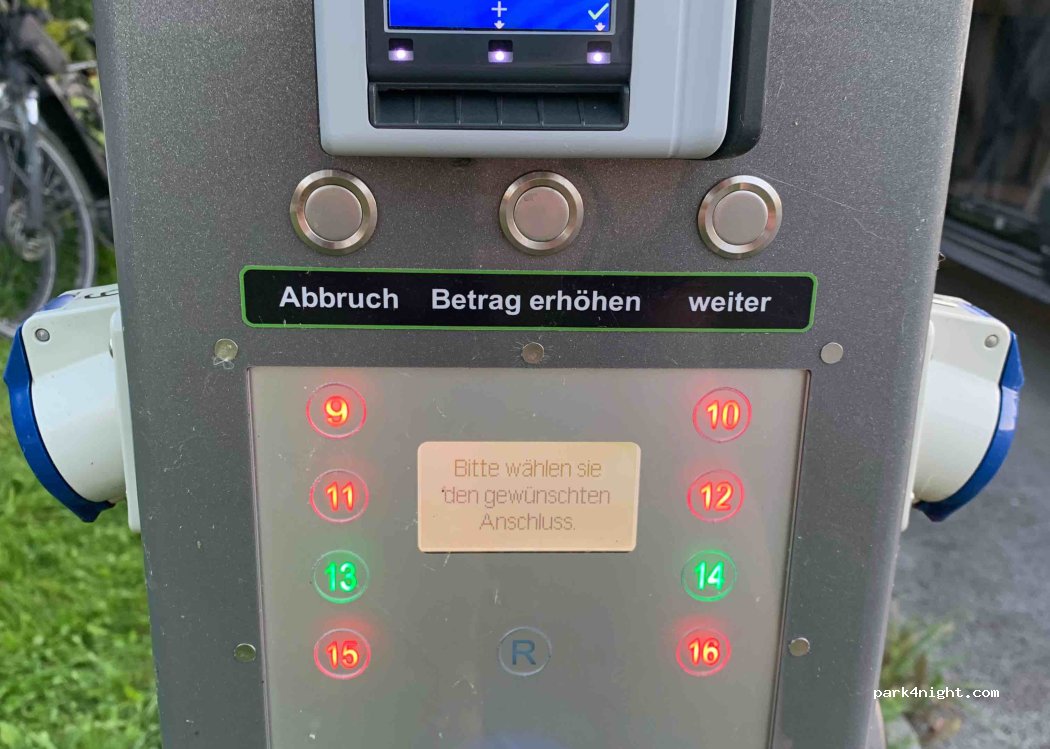 Abbruch Betrag erhöhen weiter
9 10
Bitte wählen sie
den gewünschten
Anschluss.
11 12
13 14
R
15 16
park4night.com